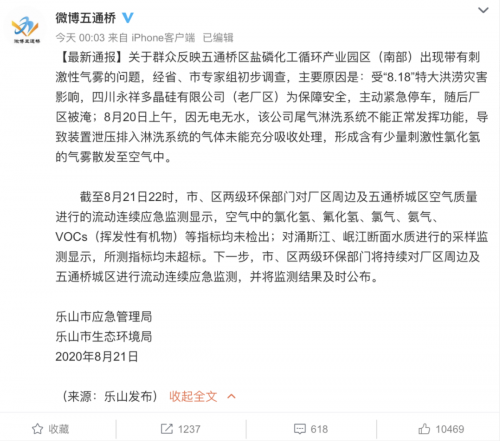 微博五通桥
今天 00:03 来自 iPhone客户端 已编辑
【最新通报】关于群众反映五通桥区盐磷化工循环产业园区（南部）出现带有刺
激性气雾的问题，经省、市专家组初步调查，主要原因是：受“8.18”特大洪涝灾害
影响，四川永祥多晶硅有限公司（老厂区）为保障安全，主动紧急停车，随后厂
区被淹；8月20日上午，因无电无水，该公司尾气淋洗系统不能正常发挥功能，导
致装置泄压排入淋洗系统的气体未能充分吸收处理，形成含有少量刺激性氯化氢
的气雾散发至空气中。
截至8月21日22时，市、区两级环保部门对厂区周边及五通桥城区空气质量
进行的流动连续应急监测显示，空气中的氯化氢、氟化氢、氯气、氨气、
VOCs（挥发性有机物）等指标均未检出；对涌斯江、岷江断面水质进行的采样监
测显示，所测指标均未超标。下一步，市、区两级环保部门将持续对厂区周边及
五通桥城区进行流动连续应急监测，并将监测结果及时公布。
乐山市应急管理局
乐山市生态环境局
2020年8月21日
（来源：乐山发布） 收起全文
收藏 1237 618 10469